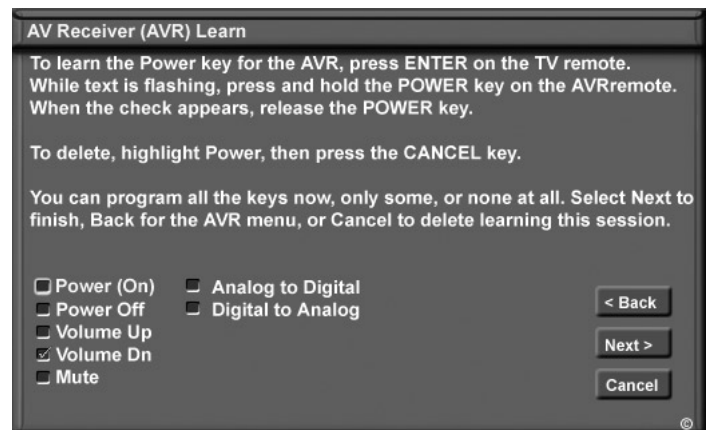 AV Receiver (AVR) Learn
To learn the Power key for the AVR, press ENTER on the TV remote.
While text is flashing, press and hold the POWER key on the AVRremote.
When the check appears, release the POWER key.
To delete, highlight Power, then press the CANCEL key.
You can program all the keys now, only some, or none at all. Select Next to
finish, Back for the AVR menu, or Cancel to delete learning this session.
Power (On)
Power Off
Volume Up
Volume Dn
Mute
Analog to Digital
Digital to Analog
< Back
Next >
Cancel
©